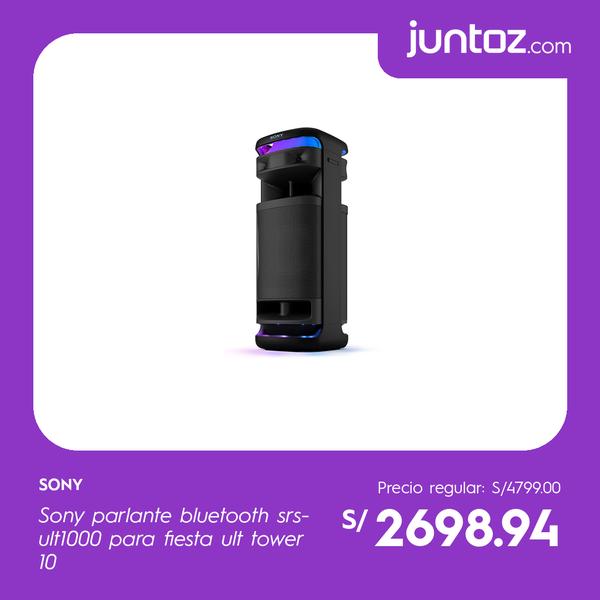 juntoz.com
SONY
SONY
Precio regular: S/4799.00
Sony parlante bluetooth srs-
ult1000 para fiesta ult tower
10
S/ 2698.94